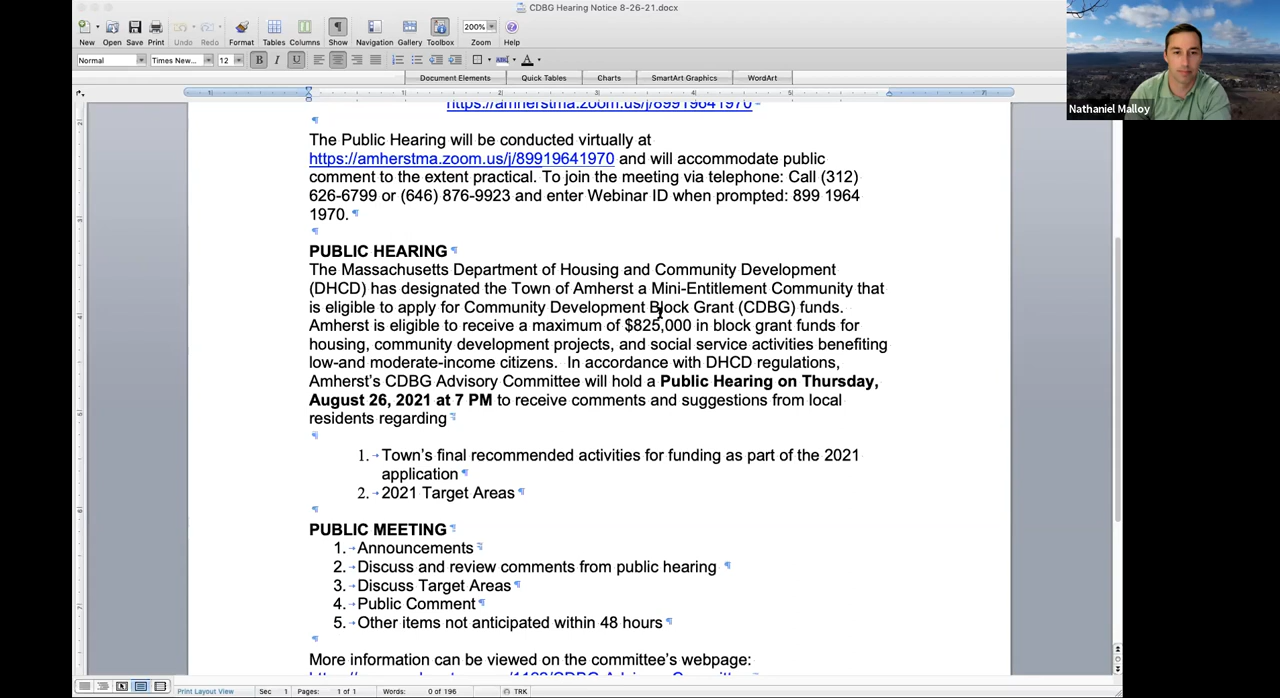 CDBG Hearing Notice 8-26-21.docx
New Open Save Print Undo Redo Format Tables Columns Show Navigation Gallery Toolbox Zoom Help
200%
Normal Times New... 12 B I U
Document Elements Quick Tables Charts SmartArt Graphics WordArt
Nathaniel Malloy
https://amherstma.zoom.us/j/89919641970
The Public Hearing will be conducted virtually at
https://amherstma.zoom.us/j/89919641970 and will accommodate public
comment to the extent practical. To join the meeting via telephone: Call (312)
626-6799 or (646) 876-9923 and enter Webinar ID when prompted: 899 1964
1970.
PUBLIC HEARING
The Massachusetts Department of Housing and Community Development
(DHCD) has designated the Town of Amherst a Mini-Entitlement Community that
is eligible to apply for Community Development Block Grant (CDBG) funds.
Amherst is eligible to receive a maximum of $825,000 in block grant funds for
housing, community development projects, and social service activities benefiting
low-and moderate-income citizens. In accordance with DHCD regulations,
Amherst's CDBG Advisory Committee will hold a Public Hearing on Thursday,
August 26, 2021 at 7 PM to receive comments and suggestions from local
residents regarding
1. Town's final recommended activities for funding as part of the 2021
application
2. 2021 Target Areas
PUBLIC MEETING
1. Announcements
2. Discuss and review comments from public hearing
3. Discuss Target Areas
4. Public Comment
5. Other items not anticipated within 48 hours
More information can be viewed on the committee's webpage:
Print Layout View Sec 1 Pages: 1 of 1 Words: 0 of 196 TRK